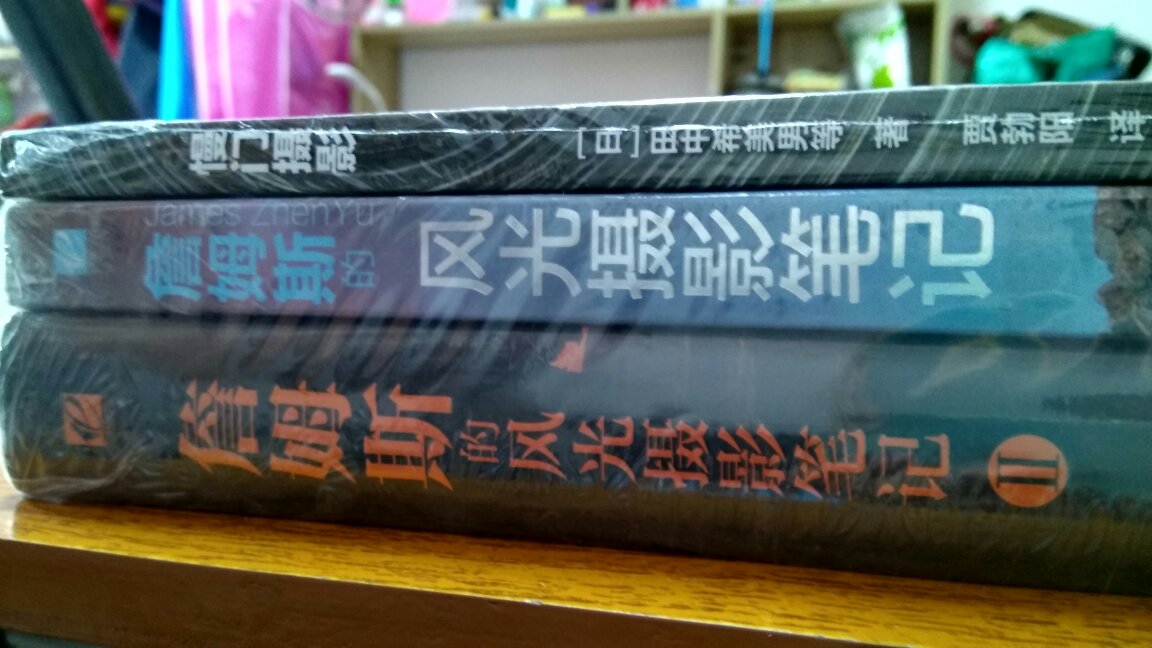 慢门摄影 [日]田中希美男等 著 贾勃阳 译
James ZhenYu
詹姆斯的 风光摄影笔记
詹姆斯的风光摄影笔记 II